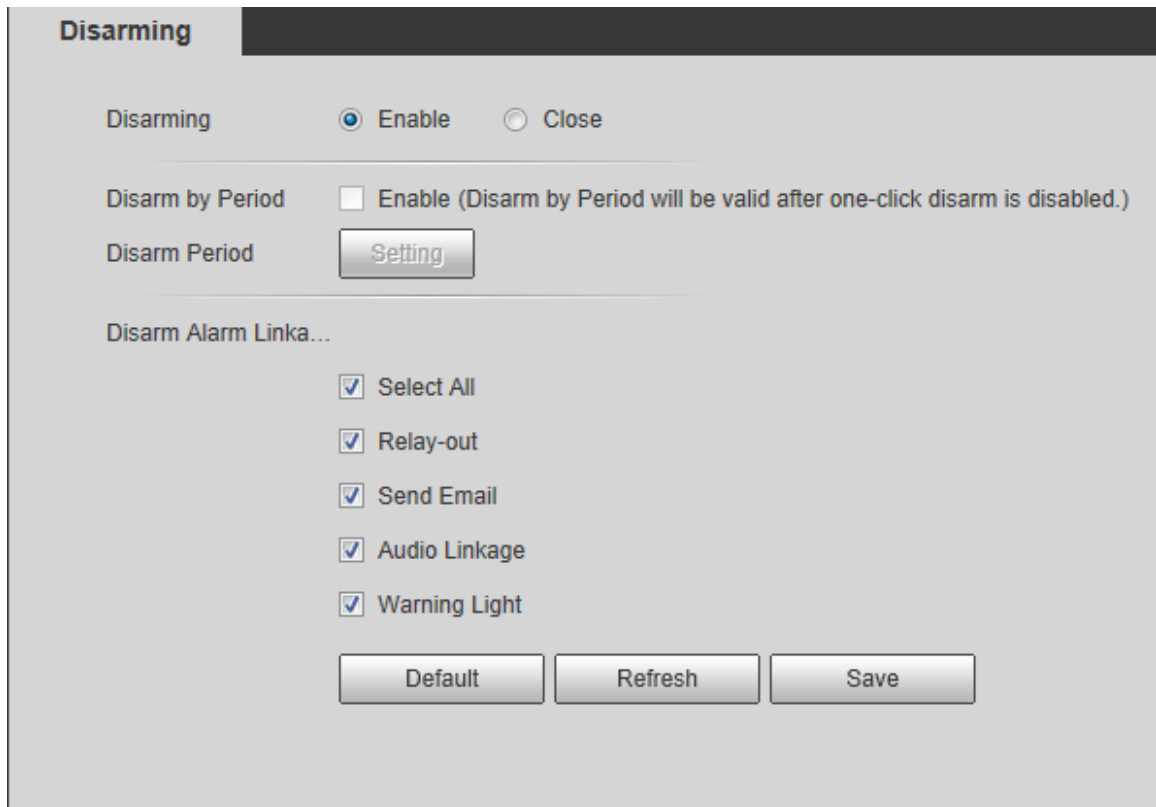 Disarming
Disarming Enable Close
Disarm by Period Enable (Disarm by Period will be valid after one-click disarm is disabled.)
Disarm Period Setting
Disarm Alarm Linka...
Select All
Relay-out
Send Email
Audio Linkage
Warning Light
Default Refresh Save